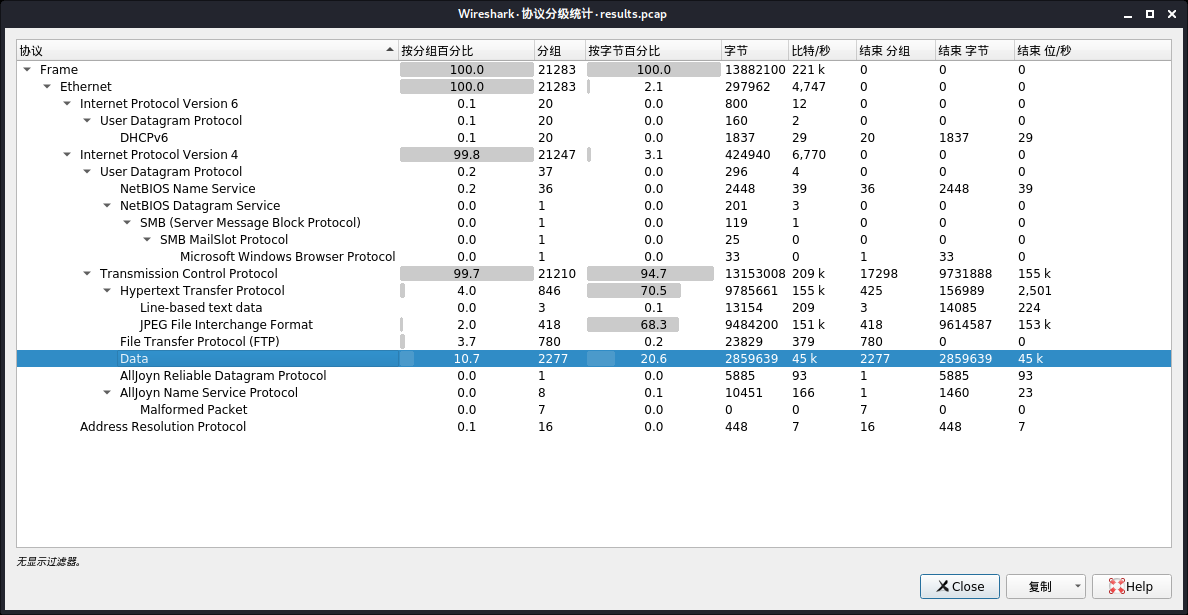 Wireshark · 协议分级统计 · results.pcap
协议 按分组百分比 分组 按字节百分比 字节 比特/秒 结束 分组 结束 字节 结束 位/秒
Frame 100.0 21283 100.0 13882100 221 k 0 0 0
Ethernet 100.0 21283 2.1 297962 4,747 0 0 0
Internet Protocol Version 6 0.1 20 0.0 800 12 0 0 0
User Datagram Protocol 0.1 20 0.0 160 2 0 0 0
DHCPv6 0.1 20 0.0 1837 29 20 1837 29
Internet Protocol Version 4 99.8 21247 3.1 424940 6,770 0 0 0
User Datagram Protocol 0.2 37 0.0 296 4 0 0 0
NetBIOS Name Service 0.2 36 0.0 2448 39 36 2448 39
NetBIOS Datagram Service 0.0 1 0.0 201 3 0 0 0
SMB (Server Message Block Protocol) 0.0 1 0.0 119 1 0 0 0
SMB MailSlot Protocol 0.0 1 0.0 25 0 0 0 0
Microsoft Windows Browser Protocol 0.0 1 0.0 33 0 1 33 0
Transmission Control Protocol 99.7 21210 94.7 13153008 209 k 17298 9731888 155 k
Hypertext Transfer Protocol 4.0 846 70.5 9785661 155 k 425 156989 2,501
Line-based text data 0.0 3 0.1 13154 209 3 14085 224
JPEG File Interchange Format 2.0 418 68.3 9484200 151 k 418 9614587 153 k
File Transfer Protocol (FTP) 3.7 780 0.2 23829 379 780 0 0
Data 10.7 2277 20.6 2859639 45 k 2277 2859639 45 k
AllJoyn Reliable Datagram Protocol 0.0 1 0.0 5885 93 1 5885 93
AllJoyn Name Service Protocol 0.0 8 0.1 10451 166 1 1460 23
Malformed Packet 0.0 7 0.0 0 0 7 0 0
Address Resolution Protocol 0.1 16 0.0 448 7 16 448 7
无显示过滤器。
Close 复制 Help